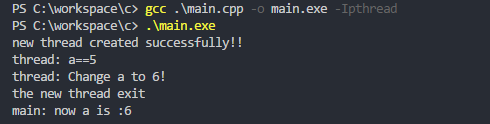 PS C:\workspace\c> gcc .\main.cpp -o main.exe -Ipthread
PS C:\workspace\c> .\main.exe
new thread created successfully!!
thread: a==5
thread: Change a to 6!
the new thread exit
main: now a is :6